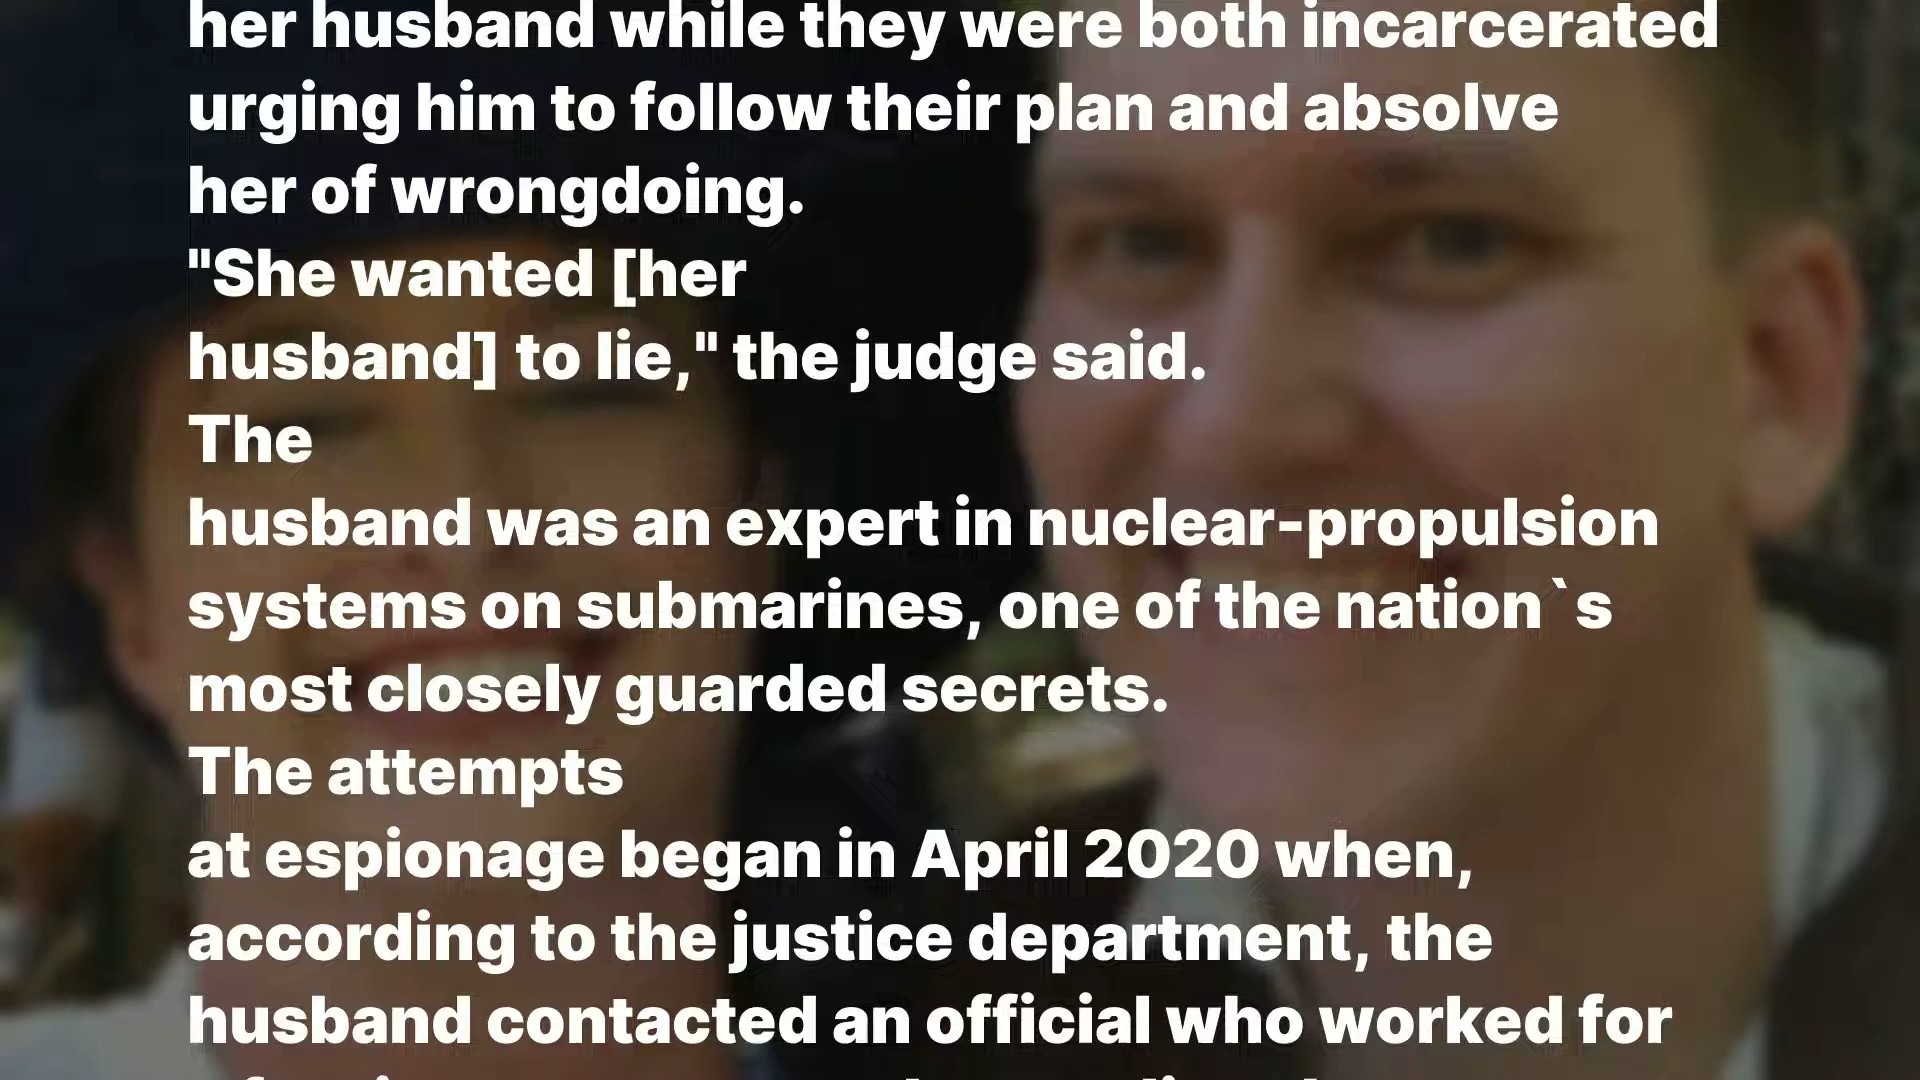 her husband while they were both incarcerated
urging him to follow their plan and absolve
her of wrongdoing.
"She wanted [her
husband] to lie," the judge said.
The
husband was an expert in nuclear-propulsion
systems on submarines, one of the nation`s
most closely guarded secrets.
The attempts
at espionage began in April 2020 when,
according to the justice department, the
husband contacted an official who worked for